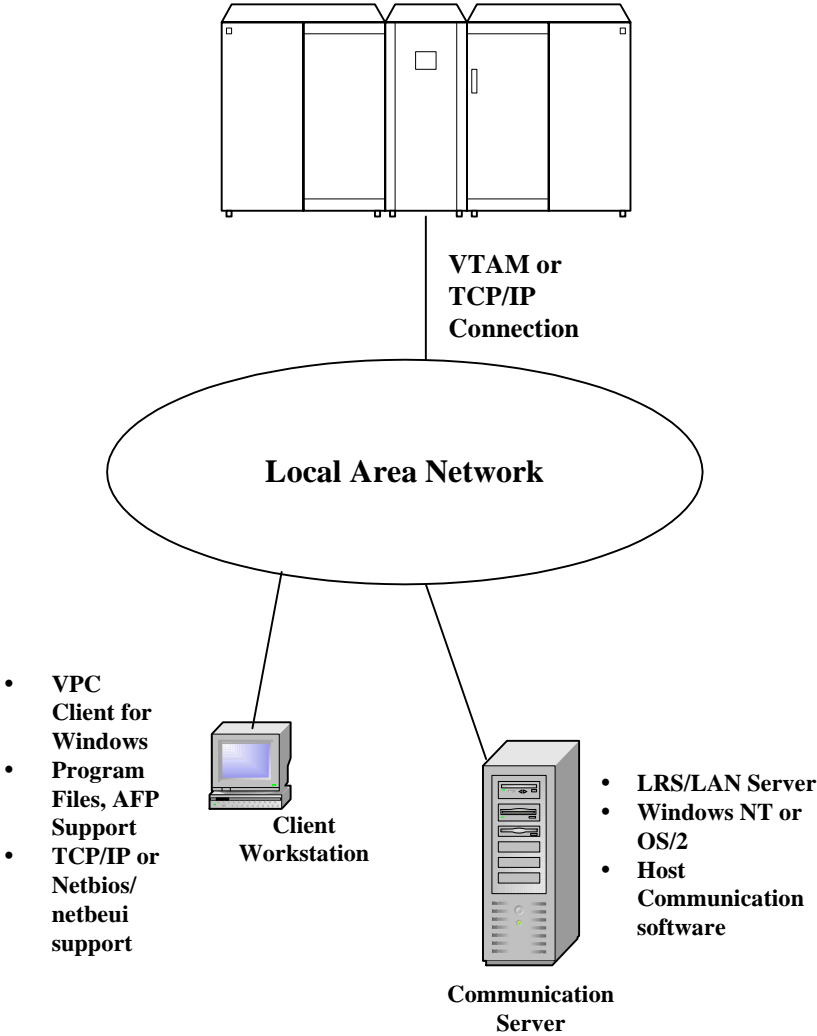 VTAM or
TCP/IP
Connection
Local Area Network
• VPC
Client for
Windows
• Program
Files, AFP
Support
• TCP/IP or
Netbios/
netbeui
support
Client
Workstation
• LRS/LAN Server
• Windows NT or
OS/2
• Host
Communication
software
Communication
Server